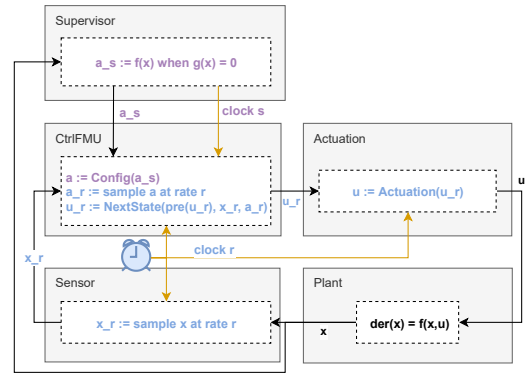 Supervisor
a_s := f(x) when g(x) = 0
a_s
clock s
CtrlFMU
a := Config(a_s)
a_r := sample a at rate r
u_r := NextState(pre(u_r), x_r, a_r)
u_r
Actuation
u := Actuation(u_r)
u
clock r
x_r
Sensor
x_r := sample x at rate r
x
Plant
der(x) = f(x,u)